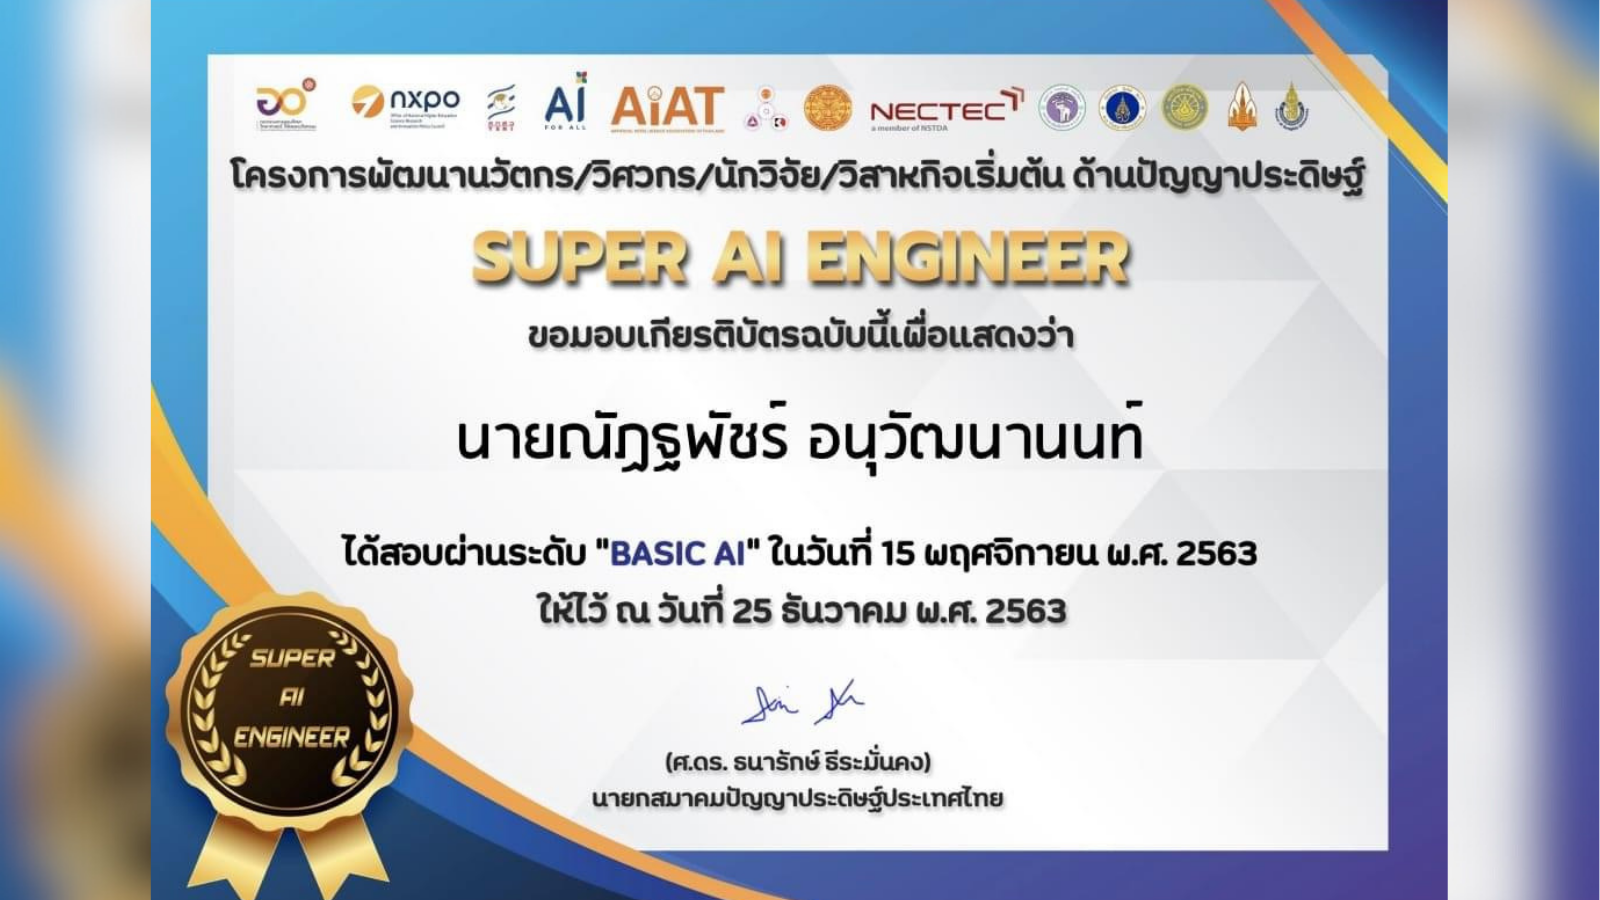 nxpo
AI
FOR ALL
AiAT
NECTEC
a member of NSTDA
โครงการพัฒนานวัตกร/วิศวกร/นักวิจัย/วิสาหกิจเริ่มต้น ด้านปัญญาประดิษฐ์
SUPER AI ENGINEER
ขอมอบเกียรติบัตรฉบับนี้เพื่อแสดงว่า
นายณัฏฐพัชร์ อนุวัฒนานนท์
ได้สอบผ่านระดับ "BASIC AI" ในวันที่ 15 พฤศจิกายน พ.ศ. 2563
ให้ไว้ ณ วันที่ 25 ธันวาคม พ.ศ. 2563
SUPER
AI
ENGINEER
(ศ.ดร. ธนารักษ์ ธีระมั่นคง)
นายกสมาคมปัญญาประดิษฐ์ประเทศไทย